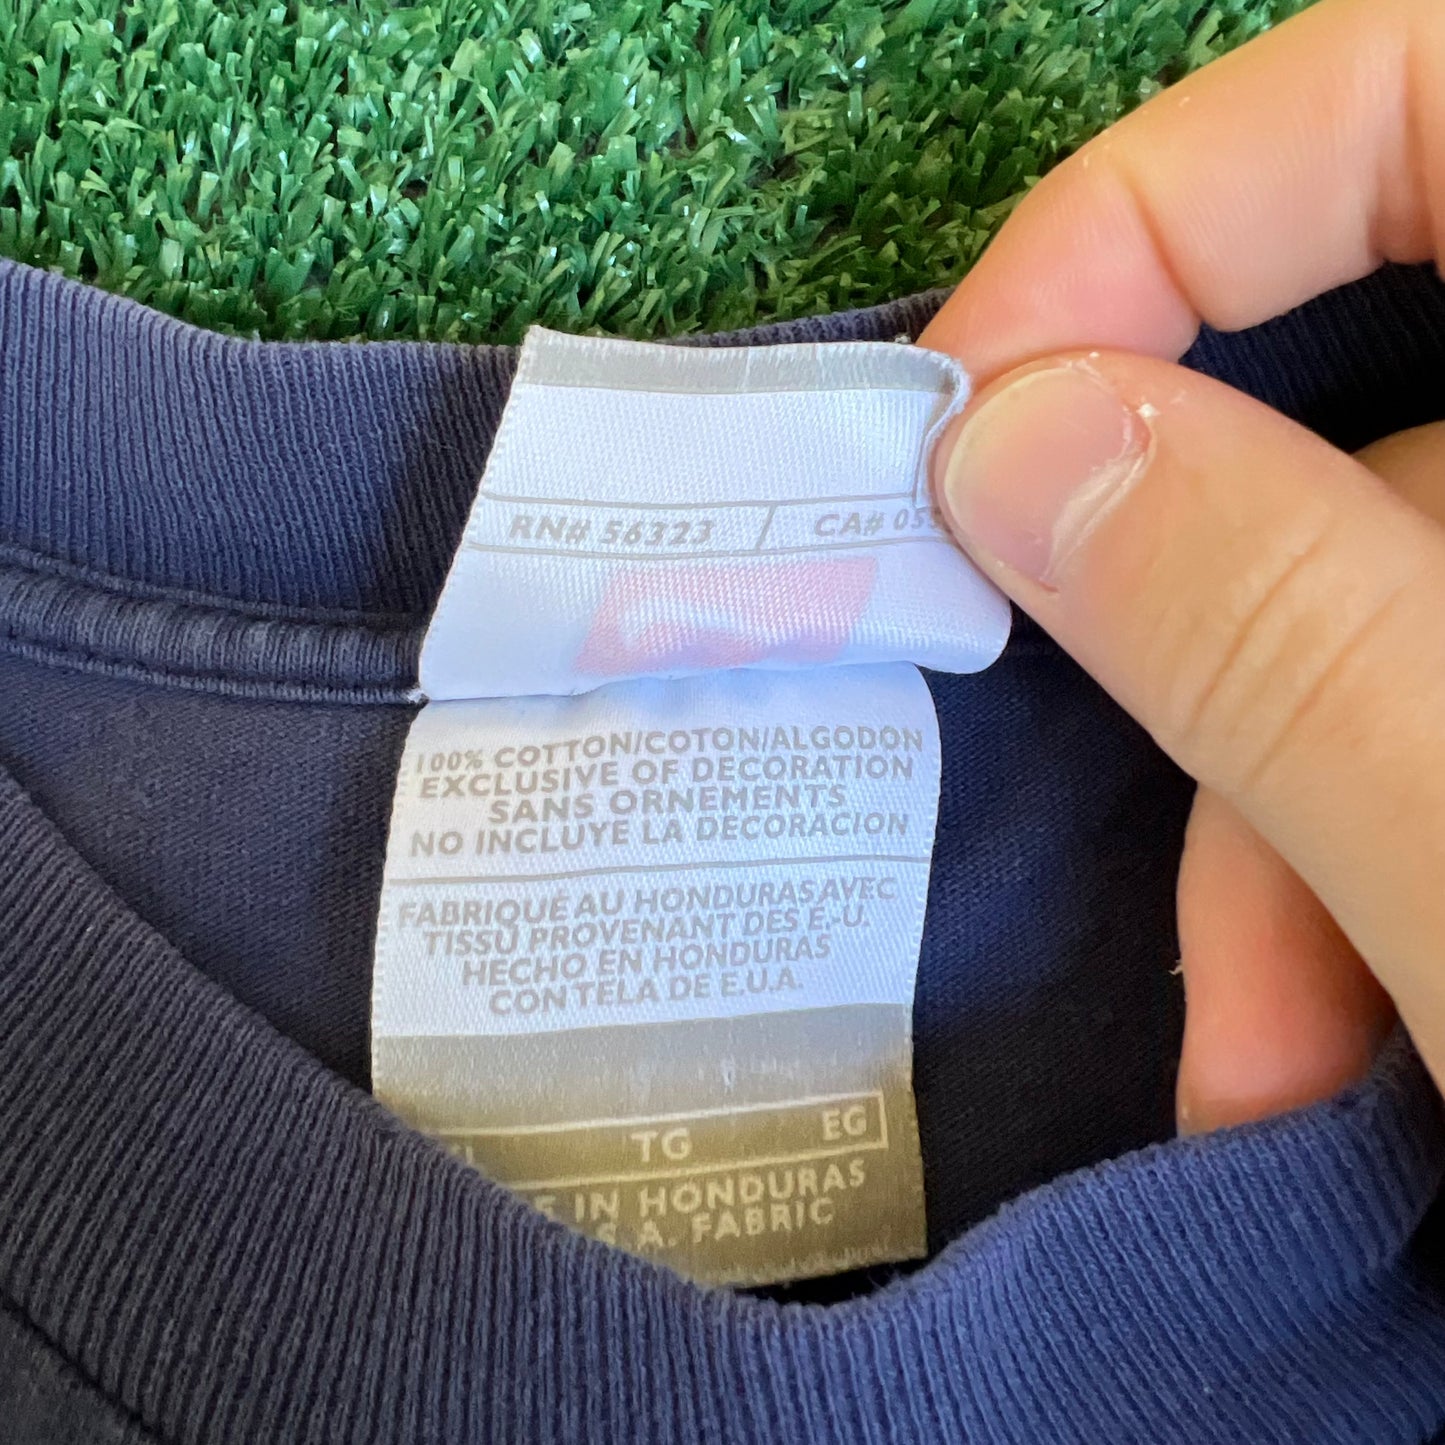 RN# 56323 / CA# 05
100% COTTON/COTON/ALGODON
EXCLUSIVE OF DECORATION
SANS ORNEMENTS
NO INCLUYE LA DECORACION
FABRIQUÉ AU HONDURAS AVEC
TISSU PROVENANT DES É.-U.
HECHO EN HONDURAS
CON TELA DE E.U.A.
TG EG
IN HONDURAS
A. FABRIC